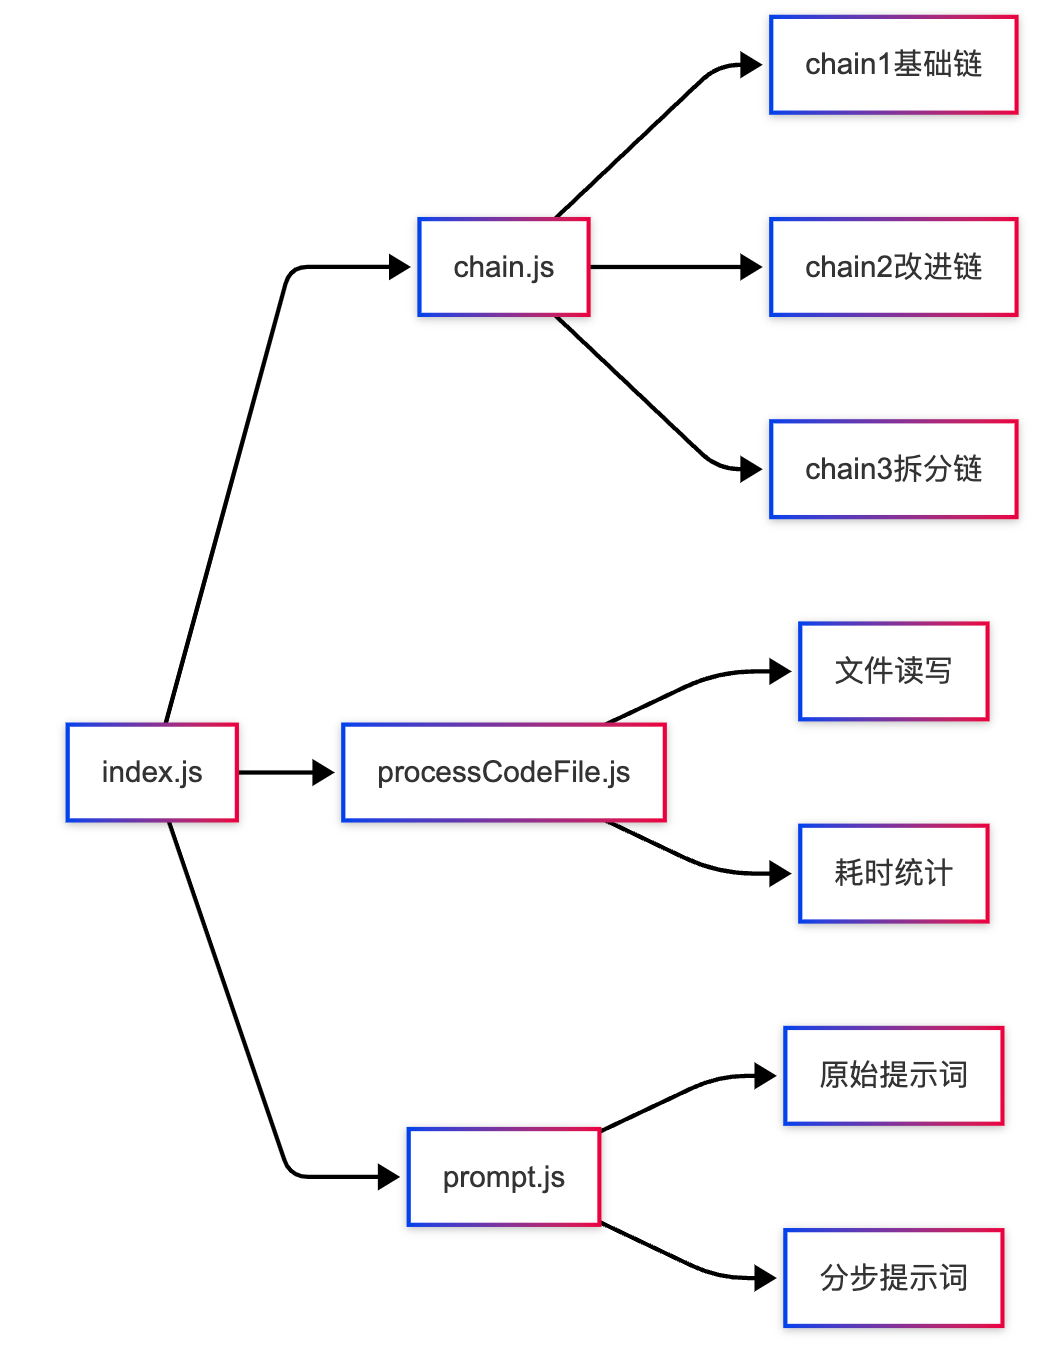 chain1基础链
chain.js
chain2改进链
chain3拆分链
文件读写
index.js
processCodeFile.js
耗时统计
原始提示词
prompt.js
分步提示词